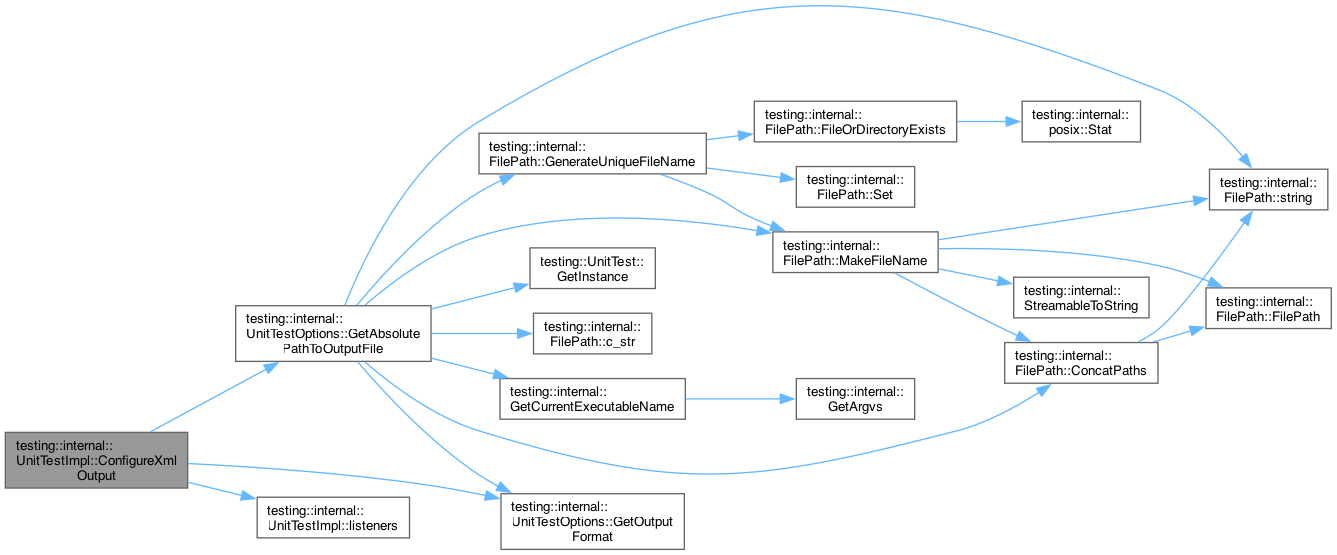 testing::internal::
UnitTestImpl::ConfigureXml
Output
testing::internal::
UnitTestOptions::GetAbsolute
PathToOutputFile
testing::internal::
UnitTestImpl::listeners
testing::internal::
FilePath::GenerateUniqueFileName
testing::UnitTest::
GetInstance
testing::internal::
FilePath::c_str
testing::internal::
GetCurrentExecutableName
testing::internal::
UnitTestOptions::GetOutput
Format
testing::internal::
FilePath::FileOrDirectoryExists
testing::internal::
FilePath::Set
testing::internal::
FilePath::MakeFileName
testing::internal::
GetArgvs
testing::internal::
posix::Stat
testing::internal::
StreamableToString
testing::internal::
FilePath::ConcatPaths
testing::internal::
FilePath::string
testing::internal::
FilePath::FilePath